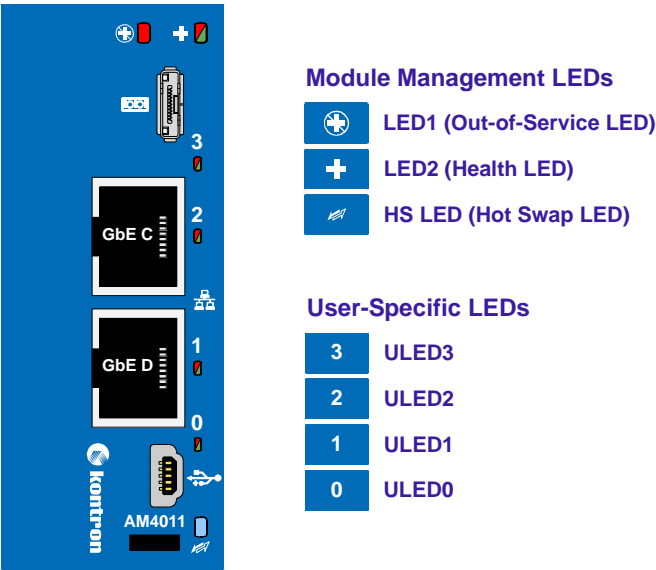 3
2
GbE C
1
GbE D
0
kontron
AM4011
Module Management LEDs
LED1 (Out-of-Service LED)
LED2 (Health LED)
HS LED (Hot Swap LED)
User-Specific LEDs
3 ULED3
2 ULED2
1 ULED1
0 ULED0